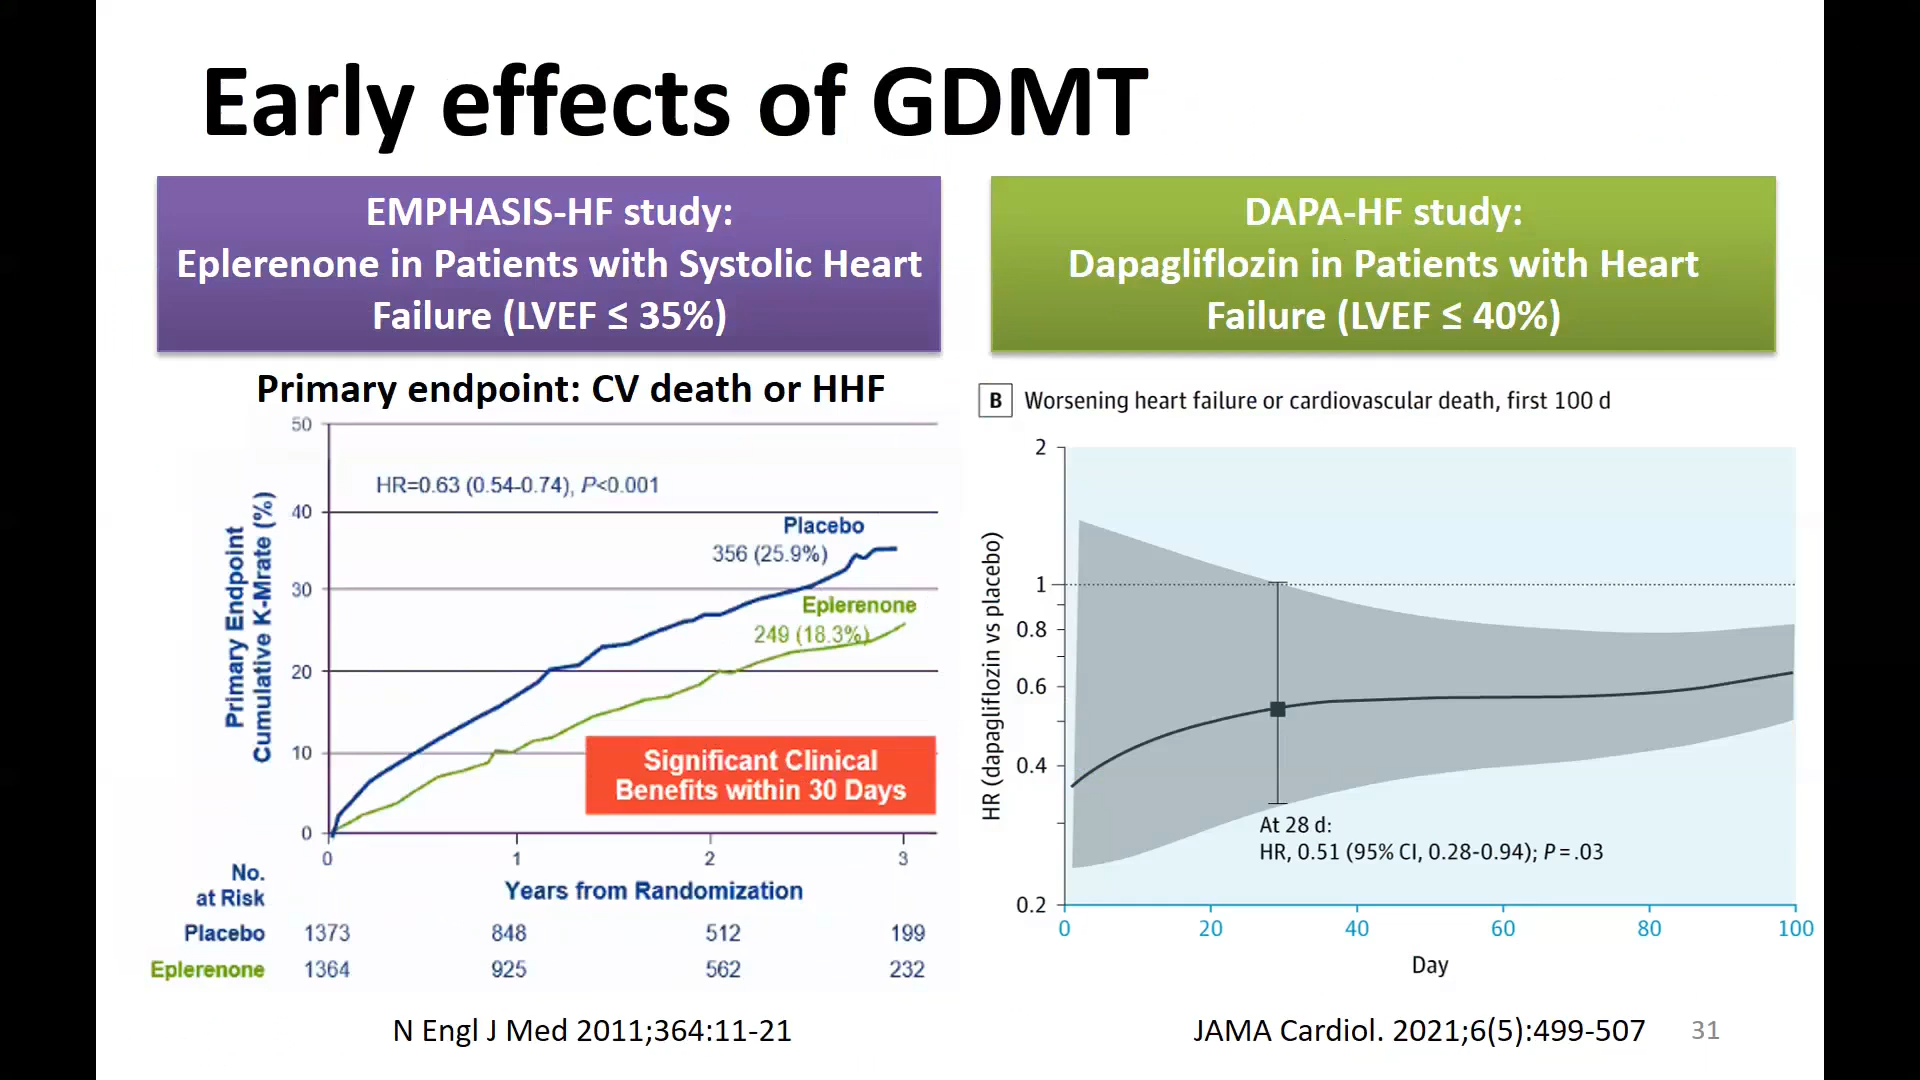 Early effects of GDMT
EMPHASIS-HF study:
Eplerenone in Patients with Systolic Heart
Failure (LVEF ≤ 35%)
Primary endpoint: CV death or HHF
Primary Endpoint
Cumulative K-Mrate (%)
50
40
30
20
10
0
HR=0.63 (0.54-0.74), P<0.001
Placebo
356 (25.9%)
Eplerenone
249 (18.3%)
Significant Clinical
Benefits within 30 Days
0 1 2 3
Years from Randomization
No.
at Risk
Placebo 1373 848 512 199
Eplerenone 1364 925 562 232
N Engl J Med 2011;364:11-21
DAPA-HF study:
Dapagliflozin in Patients with Heart
Failure (LVEF ≤ 40%)
B Worsening heart failure or cardiovascular death, first 100 d
HR (dapagliflozin vs placebo)
2
1
0.8
0.6
0.4
0.2
At 28 d:
HR, 0.51 (95% CI, 0.28-0.94); P = .03
0 20 40 60 80 100
Day
JAMA Cardiol. 2021;6(5):499-507
31